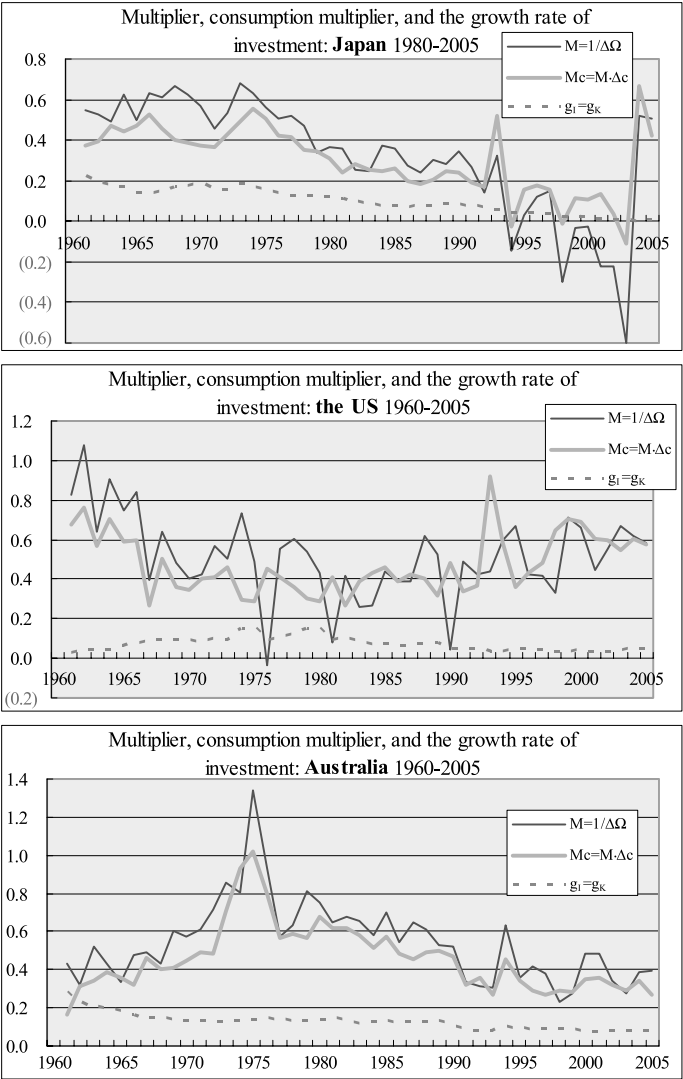 Multiplier, consumption multiplier, and the growth rate of
investment: Japan 1980-2005
M=1/ΔΩ
Mc=M·Δc
gI=gK
0.8
0.6
0.4
0.2
0.0
(0.2)
(0.4)
(0.6)
1960 1965 1970 1975 1980 1985 1990 1995 2000 2005
Multiplier, consumption multiplier, and the growth rate of
investment: the US 1960-2005
M=1/ΔΩ
Mc=M·Δc
gI=gK
1.2
1.0
0.8
0.6
0.4
0.2
0.0
(0.2)
1960 1965 1970 1975 1980 1985 1990 1995 2000 2005
Multiplier, consumption multiplier, and the growth rate of
investment: Australia 1960-2005
M=1/ΔΩ
Mc=M·Δc
gI=gK
1.4
1.2
1.0
0.8
0.6
0.4
0.2
0.0
1960 1965 1970 1975 1980 1985 1990 1995 2000 2005